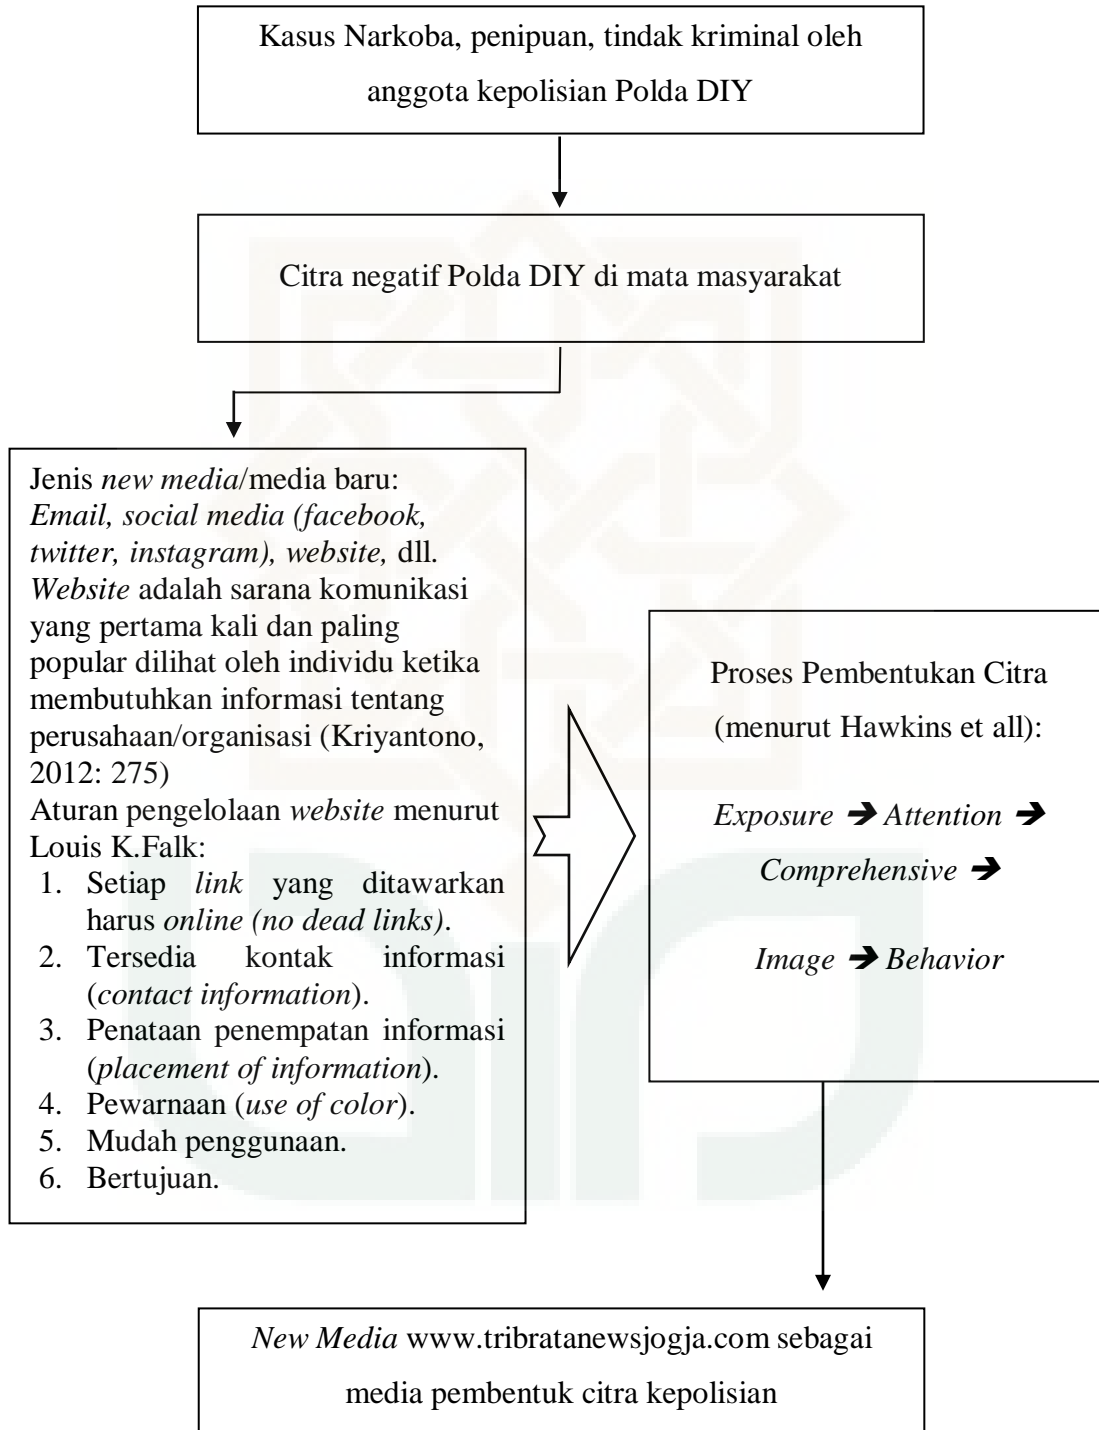 Kasus Narkoba, penipuan, tindak kriminal oleh
anggota kepolisian Polda DIY
Citra negatif Polda DIY di mata masyarakat
Jenis new media/media baru:
Email, social media (facebook,
twitter, instagram), website, dll.
Website adalah sarana komunikasi
yang pertama kali dan paling
popular dilihat oleh individu ketika
membutuhkan informasi tentang
perusahaan/organisasi (Kriyantono,
2012: 275)
Aturan pengelolaan website menurut
Louis K.Falk:
1. Setiap link yang ditawarkan
harus online (no dead links).
2. Tersedia kontak informasi
(contact information).
3. Penataan penempatan informasi
(placement of information).
4. Pewarnaan (use of color).
5. Mudah penggunaan.
6. Bertujuan.
Proses Pembentukan Citra
(menurut Hawkins et all):
Exposure ➔ Attention ➔
Comprehensive ➔
Image ➔ Behavior
New Media www.tribratanewsjogja.com sebagai
media pembentuk citra kepolisian